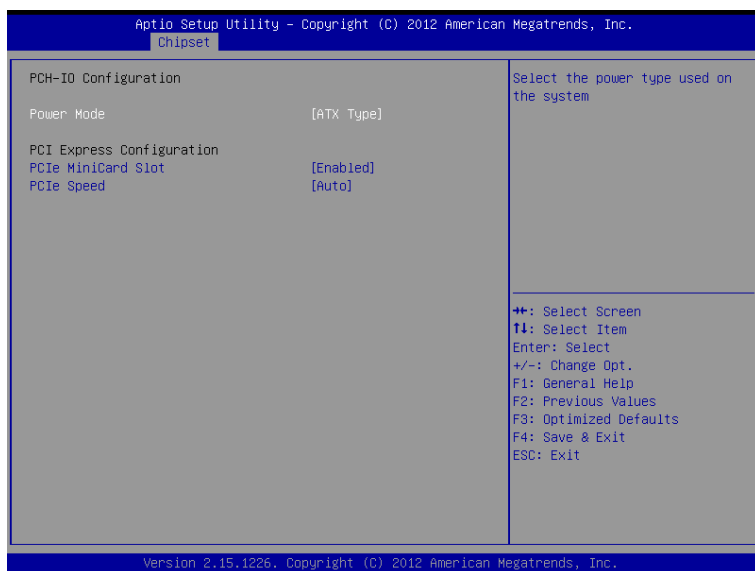 Aptio Setup Utility – Copyright (C) 2012 American Megatrends, Inc.
Chipset
PCH-IO Configuration
Power Mode [ATX Type]
PCI Express Configuration
PCIe MiniCard Slot [Enabled]
PCIe Speed [Auto]
Select the power type used on
the system
→←: Select Screen
↑↓: Select Item
Enter: Select
+/-: Change Opt.
F1: General Help
F2: Previous Values
F3: Optimized Defaults
F4: Save & Exit
ESC: Exit
Version 2.15.1226. Copyright (C) 2012 American Megatrends, Inc.